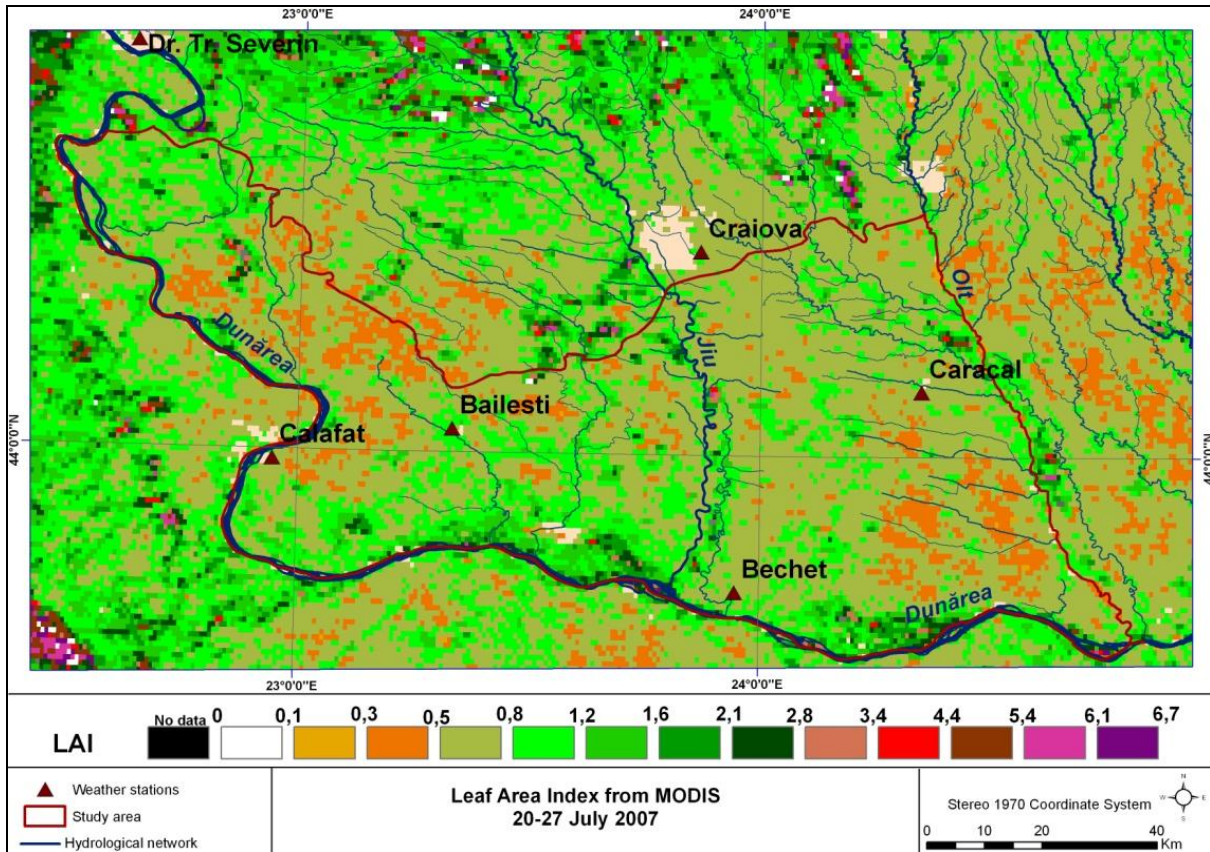 23°0'0"E
24°0'0"E
Dr. Tr. Severin
Craiova
Olt
Dunărea
Jiu
Caracal
Bailesti
Calafat
44°0'0"N
44°0'0"N
Bechet
Dunărea
23°0'0"E
24°0'0"E
No data 0 0,1 0,3 0,5 0,8 1,2 1,6 2,1 2,8 3,4 4,4 5,4 6,1 6,7
LAI
Weather stations
Study area
Hydrological network
Leaf Area Index from MODIS
20-27 July 2007
Stereo 1970 Coordinate System
N
W E
S
0 10 20 40
Km